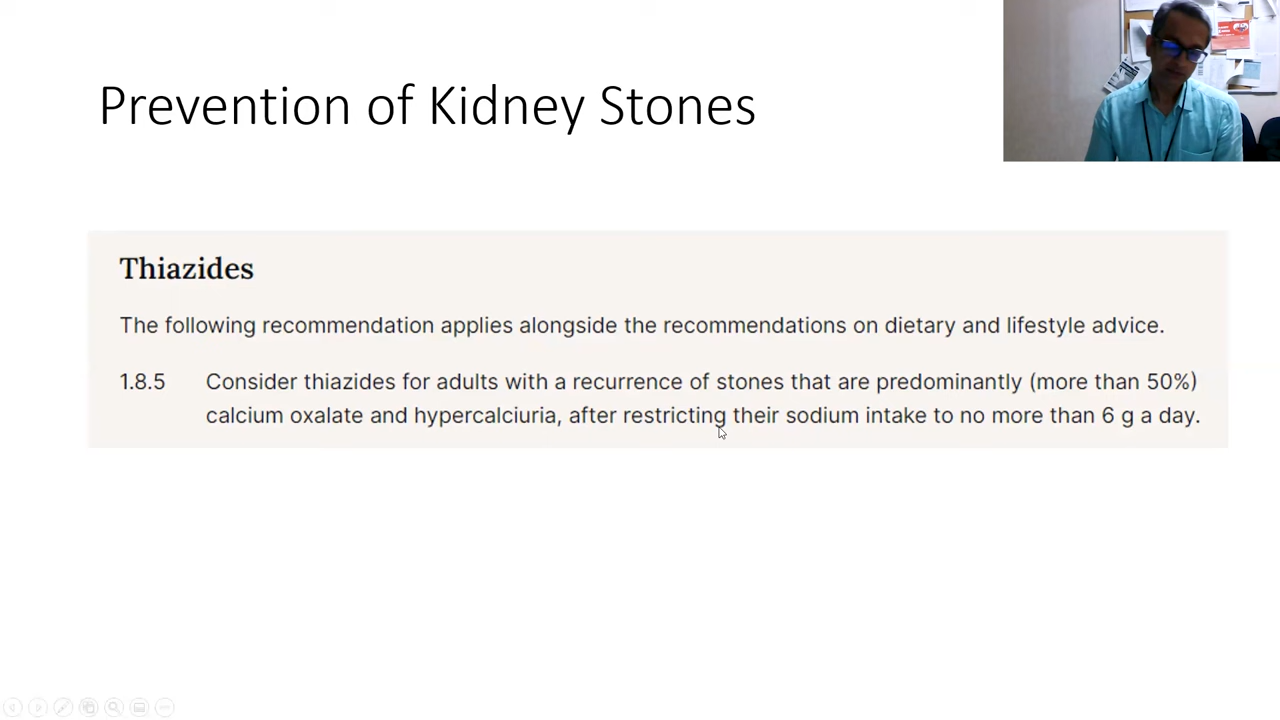 Prevention of Kidney Stones
Thiazides
The following recommendation applies alongside the recommendations on dietary and lifestyle advice.
1.8.5 Consider thiazides for adults with a recurrence of stones that are predominantly (more than 50%)
calcium oxalate and hypercalciuria, after restricting their sodium intake to no more than 6 g a day.